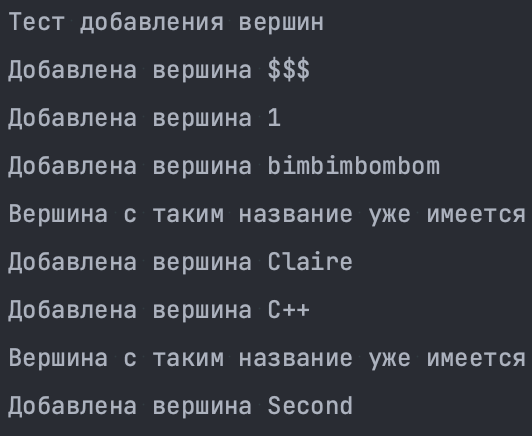 Тест добавления вершин
Добавлена вершина $$$
Добавлена вершина 1
Добавлена вершина bimbimbombom
Вершина с таким название уже имеется
Добавлена вершина Claire
Добавлена вершина C++
Вершина с таким название уже имеется
Добавлена вершина Second